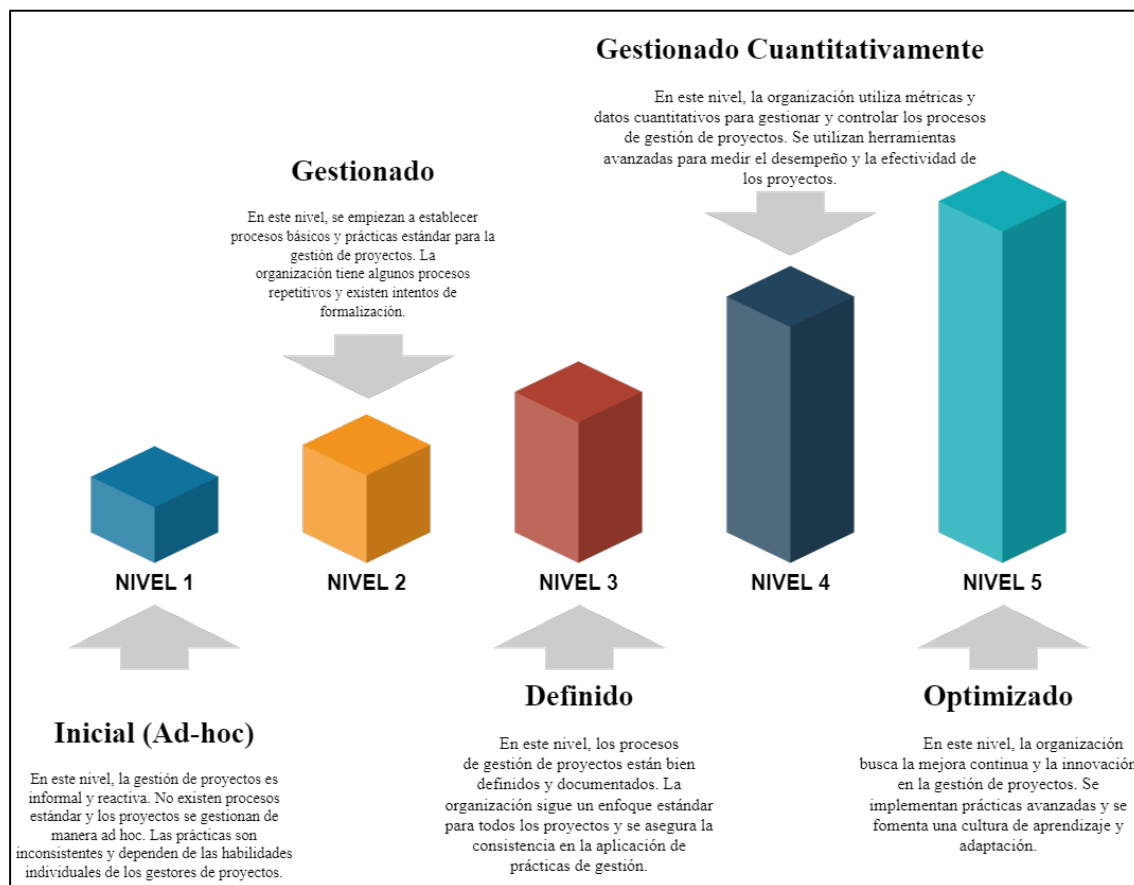 Gestionado Cuantitativamente
En este nivel, la organización utiliza métricas y
datos cuantitativos para gestionar y controlar los procesos
de gestión de proyectos. Se utilizan herramientas
avanzadas para medir el desempeño y la efectividad de
los proyectos.
Gestionado
En este nivel, se empiezan a establecer
procesos básicos y prácticas estándar para la
gestión de proyectos. La
organización tiene algunos procesos
repetitivos y existen intentos de
formalización.
NIVEL 1
NIVEL 2
NIVEL 3
NIVEL 4
NIVEL 5
Inicial (Ad-hoc)
En este nivel, la gestión de proyectos es
informal y reactiva. No existen procesos
estándar y los proyectos se gestionan de
manera ad hoc. Las prácticas son
inconsistentes y dependen de las habilidades
individuales de los gestores de proyectos.
Definido
En este nivel, los procesos
de gestión de proyectos están bien
definidos y documentados. La
organización sigue un enfoque estándar
para todos los proyectos y se asegura la
consistencia en la aplicación de
prácticas de gestión.
Optimizado
En este nivel, la organización
busca la mejora continua y la innovación
en la gestión de proyectos. Se
implementan prácticas avanzadas y se
fomenta una cultura de aprendizaje y
adaptación.